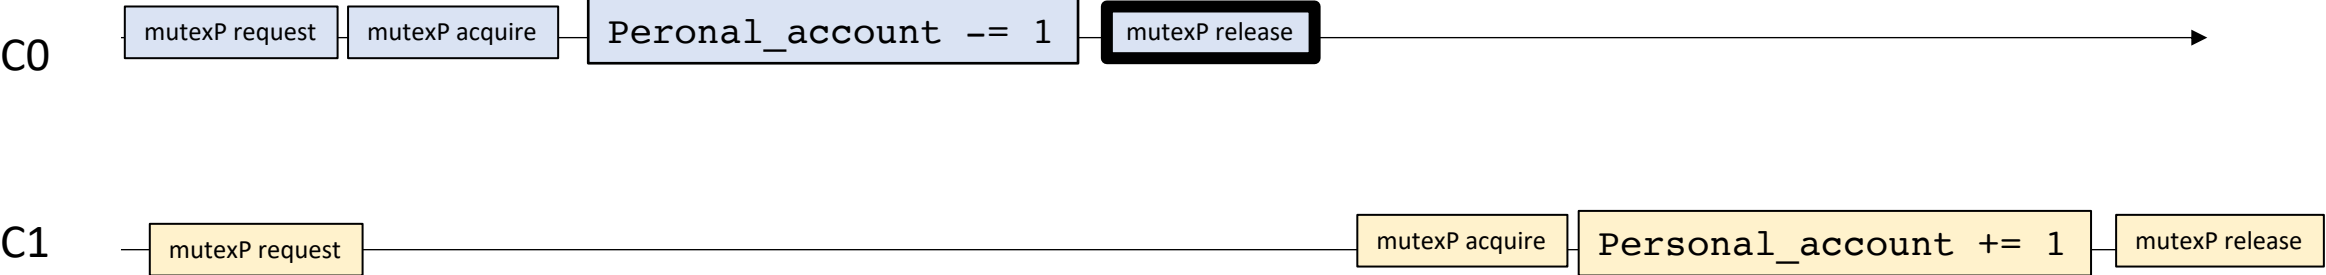 C0 mutexP request mutexP acquire Peronal_account -= 1 mutexP release
C1 mutexP request mutexP acquire Personal_account += 1 mutexP release